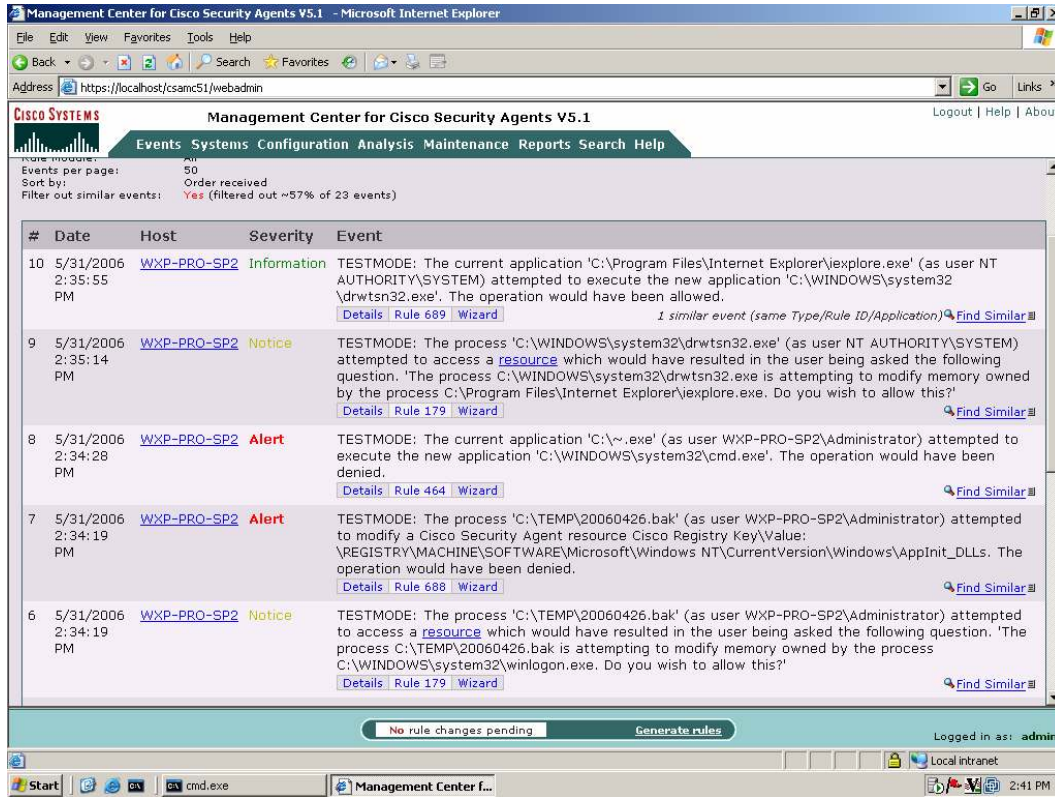 Management Center for Cisco Security Agents V5.1 - Microsoft Internet Explorer
File Edit View Favorites Tools Help
Back Search Favorites
Address https://localhost/csamc51/webadmin Go Links »
CISCO SYSTEMS
Management Center for Cisco Security Agents V5.1
Logout | Help | Abou
Events Systems Configuration Analysis Maintenance Reports Search Help
Rule Module: All
Events per page: 50
Sort by: Order received
Filter out similar events: Yes (filtered out ~57% of 23 events)
# Date Host Severity Event
10 5/31/2006 2:35:55 PM WXP-PRO-SP2 Information TESTMODE: The current application 'C:\Program Files\Internet Explorer\iexplore.exe' (as user NT
AUTHORITY\SYSTEM) attempted to execute the new application 'C:\WINDOWS\system32
\drwtsn32.exe'. The operation would have been allowed.
Details Rule 689 Wizard 1 similar event (same Type/Rule ID/Application) Find Similar
9 5/31/2006 2:35:14 PM WXP-PRO-SP2 Notice TESTMODE: The process 'C:\WINDOWS\system32\drwtsn32.exe' (as user NT AUTHORITY\SYSTEM)
attempted to access a resource which would have resulted in the user being asked the following
question. 'The process C:\WINDOWS\system32\drwtsn32.exe is attempting to modify memory owned
by the process C:\Program Files\Internet Explorer\iexplore.exe. Do you wish to allow this?'
Details Rule 179 Wizard Find Similar
8 5/31/2006 2:34:28 PM WXP-PRO-SP2 Alert TESTMODE: The current application 'C:\~.exe' (as user WXP-PRO-SP2\Administrator) attempted to
execute the new application 'C:\WINDOWS\system32\cmd.exe'. The operation would have been
denied.
Details Rule 464 Wizard Find Similar
7 5/31/2006 2:34:19 PM WXP-PRO-SP2 Alert TESTMODE: The process 'C:\TEMP\20060426.bak' (as user WXP-PRO-SP2\Administrator) attempted
to modify a Cisco Security Agent resource Cisco Registry Key\Value:
\REGISTRY\MACHINE\SOFTWARE\Microsoft\Windows NT\CurrentVersion\Windows\AppInit_DLLs. The
operation would have been denied.
Details Rule 688 Wizard Find Similar
6 5/31/2006 2:34:19 PM WXP-PRO-SP2 Notice TESTMODE: The process 'C:\TEMP\20060426.bak' (as user WXP-PRO-SP2\Administrator) attempted
to access a resource which would have resulted in the user being asked the following question. 'The
process C:\TEMP\20060426.bak is attempting to modify memory owned by the process
C:\WINDOWS\system32\winlogon.exe. Do you wish to allow this?'
Details Rule 179 Wizard Find Similar
No rule changes pending Generate rules
Logged in as: admin
Local intranet
Start cmd.exe Management Center f... 2:41 PM